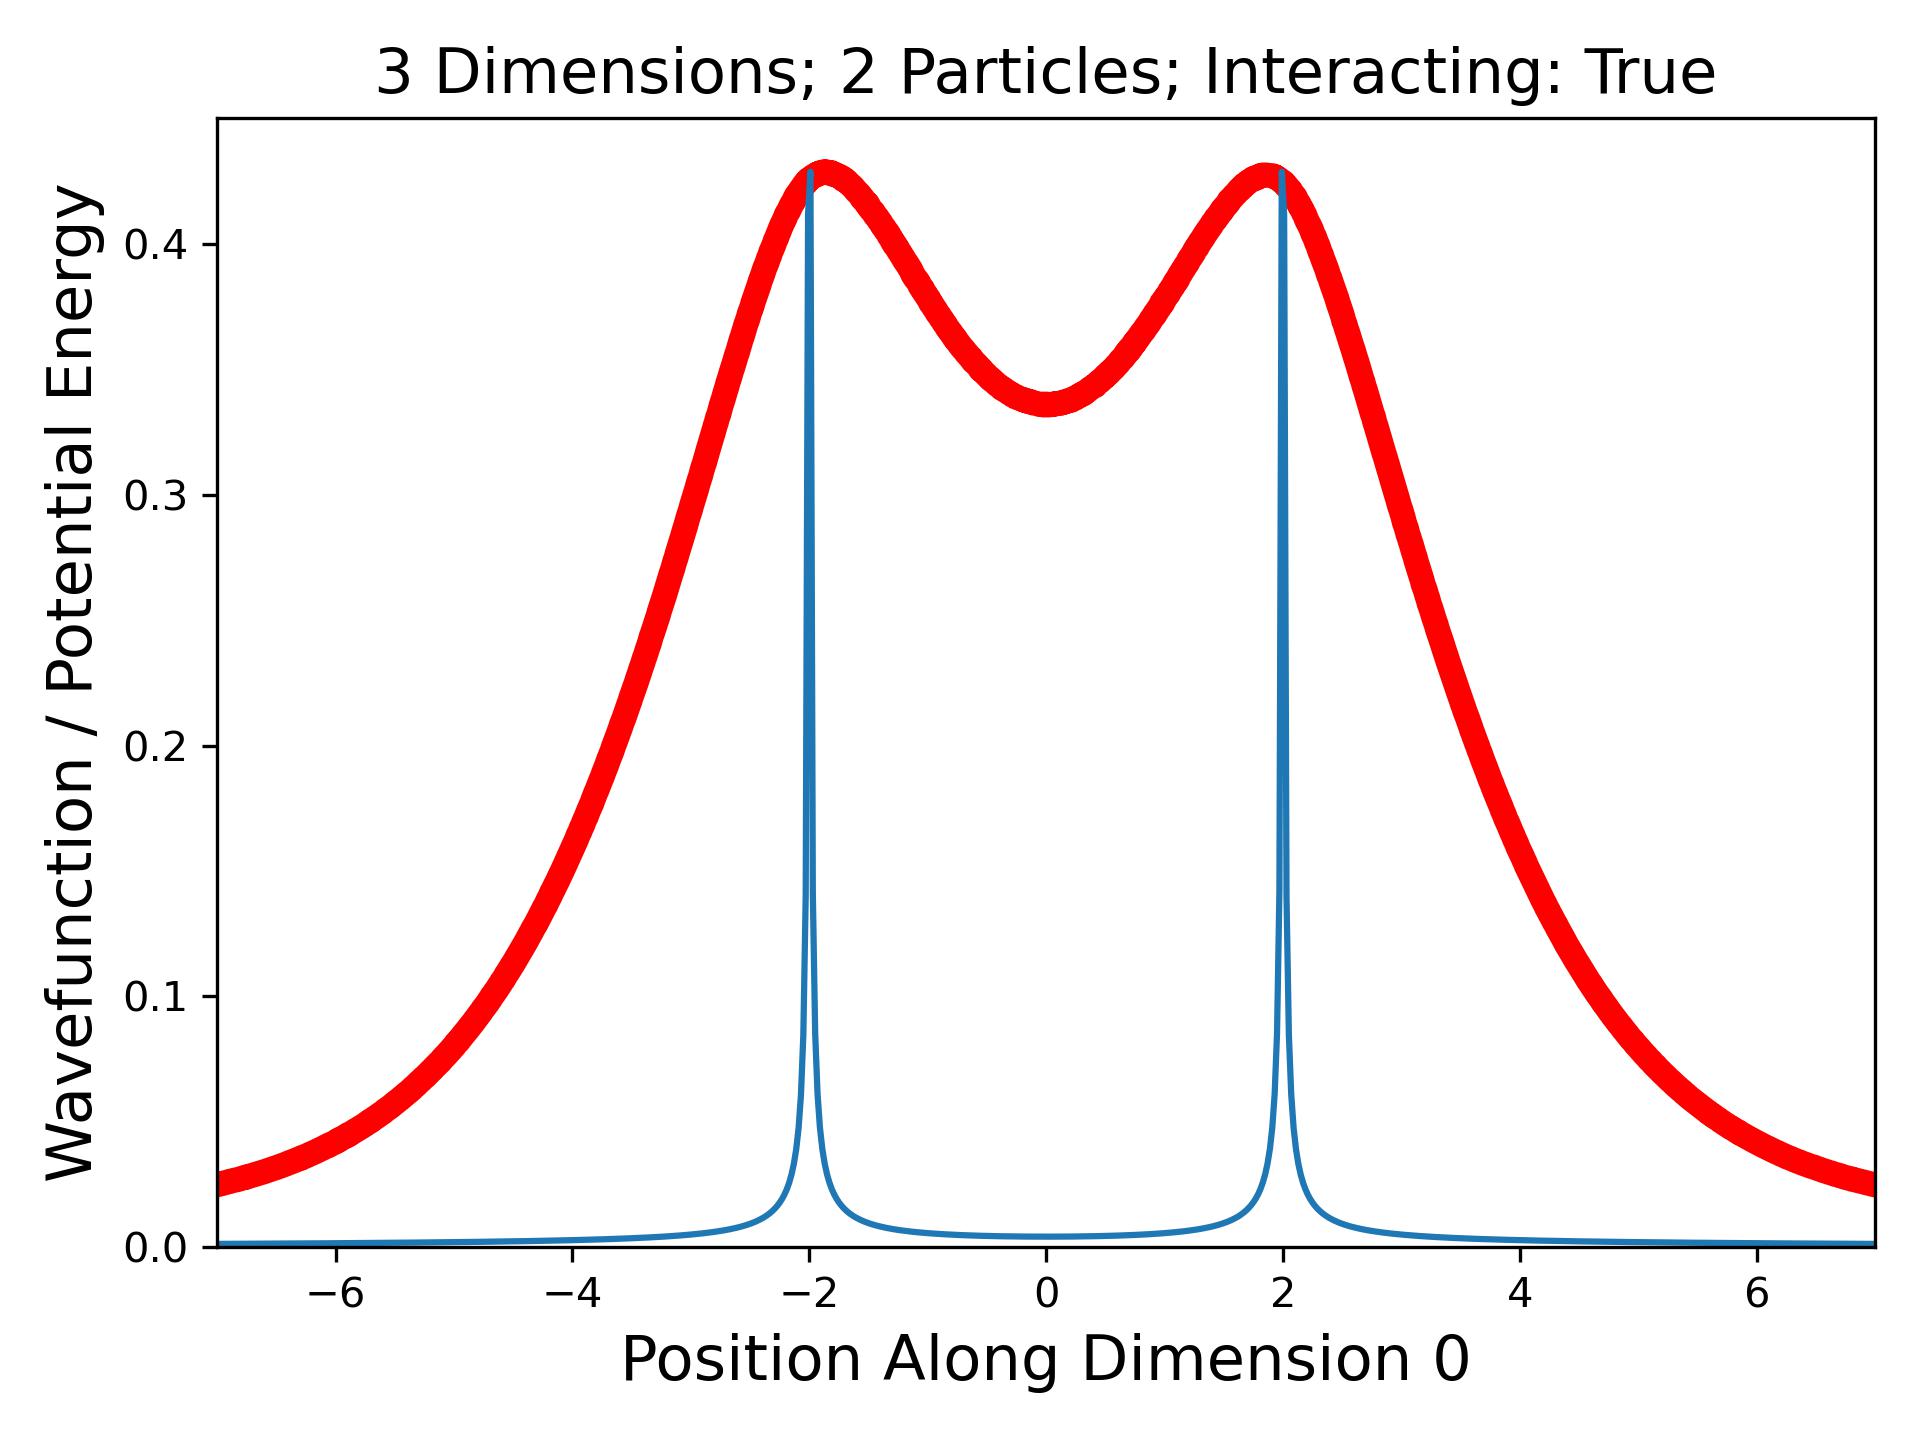 3 Dimensions; 2 Particles; Interacting: True
Wavefunction / Potential Energy
0.4
0.3
0.2
0.1
0.0
−6 −4 −2 0 2 4 6
Position Along Dimension 0